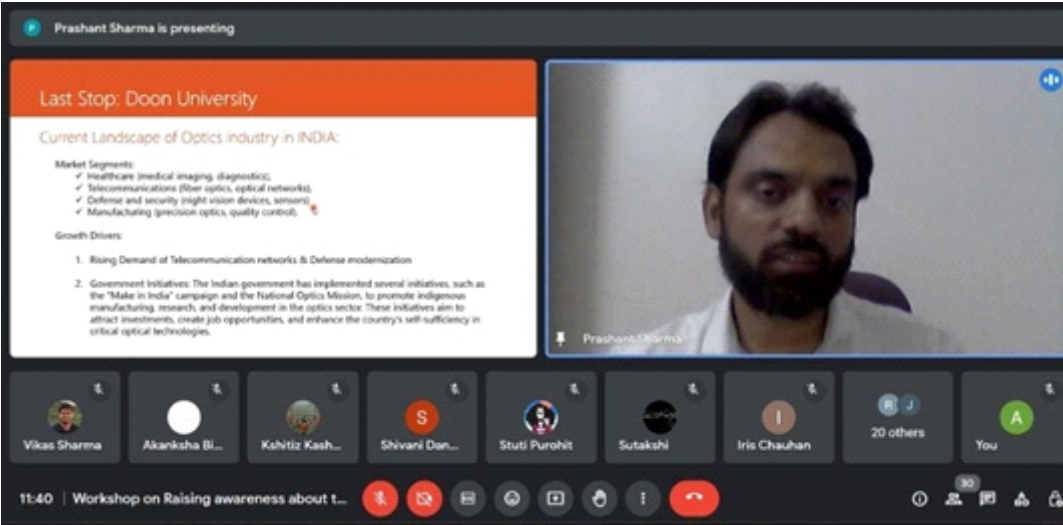 P
Prashant Sharma is presenting
Last Stop: Doon University
Current Landscape of Optics industry in INDIA:
Market Segments:
✓ Healthcare (medical imaging, diagnostics),
✓ Telecommunications (fiber optics, optical networks),
✓ Defense and security (night vision devices, sensors)
✓ Manufacturing (precision optics, quality control).
Growth Drivers:
1. Rising Demand of Telecommunication networks & Defense modernization
2. Government Initiatives: The Indian government has implemented several initiatives, such as
the "Make in India" campaign and the National Optics Mission, to promote indigenous
manufacturing, research, and development in the optics sector. These initiatives aim to
attract investments, create job opportunities, and enhance the country's self-sufficiency in
critical optical technologies.
Prashant Sharma
S
I
R J
A
Vikas Sharma
Akanksha Bi...
Kshitiz Kash...
Shivani Dan...
Stuti Purohit
Sutakshi
Iris Chauhan
20 others
You
11:40 | Workshop on Raising awareness about t...
30